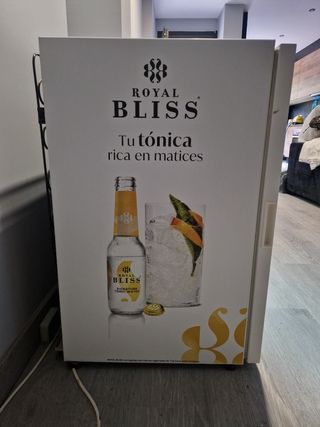 ROYAL
BLISS
Tu tónica
rica en matices
ROYAL
BLISS